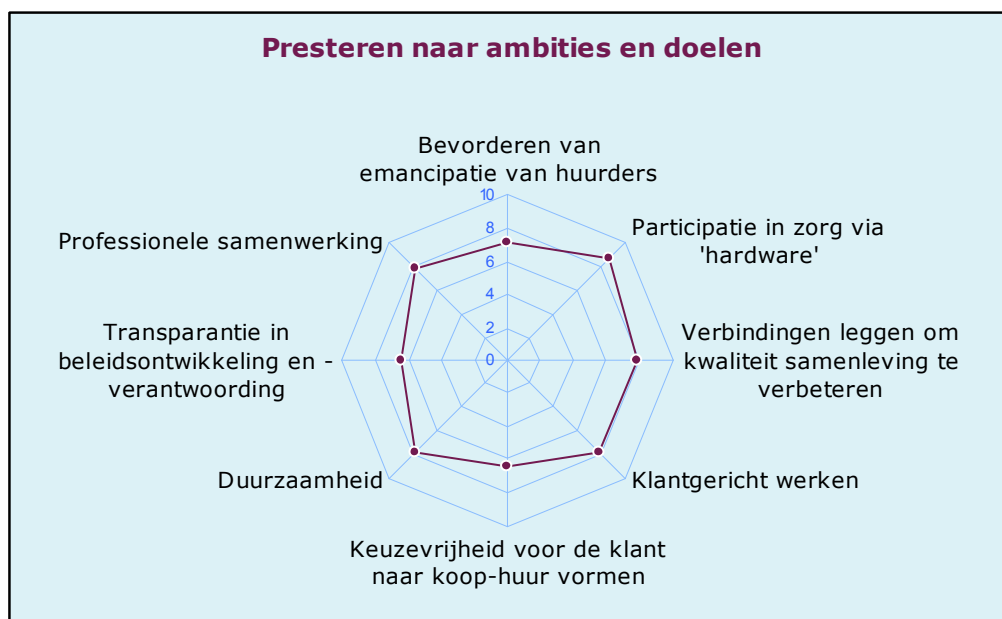 Presteren naar ambities en doelen
Bevorderen van
emancipatie van huurders
Participatie in zorg via
'hardware'
Verbindingen leggen om
kwaliteit samenleving te
verbeteren
Klantgericht werken
Keuzevrijheid voor de klant
naar koop-huur vormen
Duurzaamheid
Transparantie in
beleidsontwikkeling en -
verantwoording
Professionele samenwerking
10
8
6
4
2
0